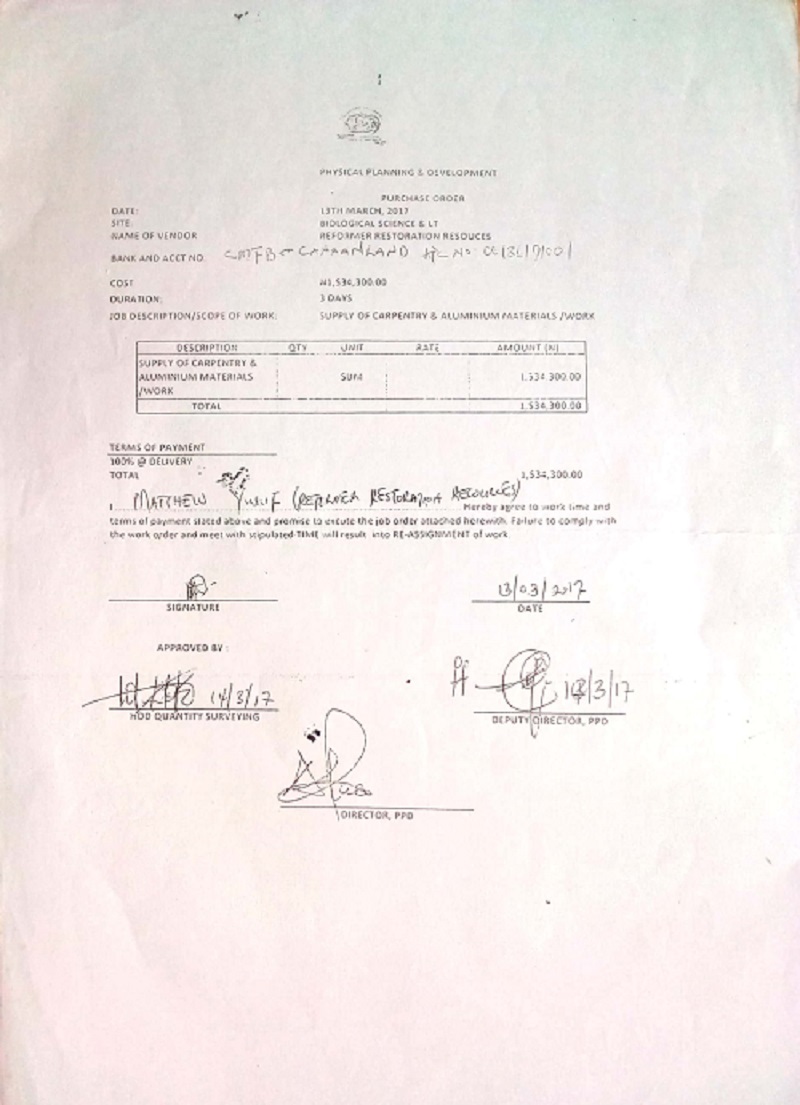 PHYSICAL PLANNING & DEVELOPMENT
PURCHASE ORDER
DATE: 13TH MARCH, 2017
SITE: BIOLOGICAL SCIENCE & LT
NAME OF VENDOR REFORMER RESTORATION RESOUCES
BANK AND ACCT NO.
COST N1,534,300.00
DURATION: 3 DAYS
JOB DESCRIPTION/SCOPE OF WORK: SUPPLY OF CARPENTRY & ALUMINIUM MATERIALS /WORK
DESCRIPTION QTY UNIT RATE AMOUNT (N)
SUPPLY OF CARPENTRY &
ALUMINIUM MATERIALS SUM 1,534,300.00
/WORK
TOTAL 1,534,300.00
TERMS OF PAYMENT
100% @ DELIVERY
TOTAL 1,534,300.00
I MATTHEW YUSUF (REFORMER RESTORATION RESOURCES) Hereby agree to work time and
terms of payment stated above and promise to excute the job order attached herewith. Failure to comply with
the work order and meet with stipulated TIME will result into RE-ASSIGNMENT of work
13/03/2017
SIGNATURE DATE
APPROVED BY :
14/3/17 /3/17
HOD QUANTITY SURVEYING DEPUTY DIRECTOR, PPD
DIRECTOR, PPD